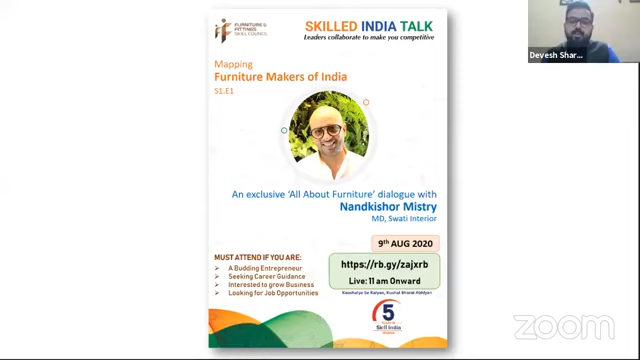 FURNITURE &
FITTINGS
SKILL COUNCIL
SKILLED INDIA TALK
Leaders collaborate to make you competitive
Mapping
Furniture Makers of India
S1.E1
An exclusive 'All About Furniture' dialogue with
Nandkishor Mistry
MD, Swati Interior
9th AUG 2020
MUST ATTEND IF YOU ARE:
A Budding Entrepreneur
Seeking Career Guidance
Interested to grow Business
Looking for Job Opportunities
https://rb.gy/zajxrb
Live: 11 am Onward
Kaushalya Se Kalyan, Kushal Bharat Abhiyan
5
Skill India
Devesh Shar...
zoom